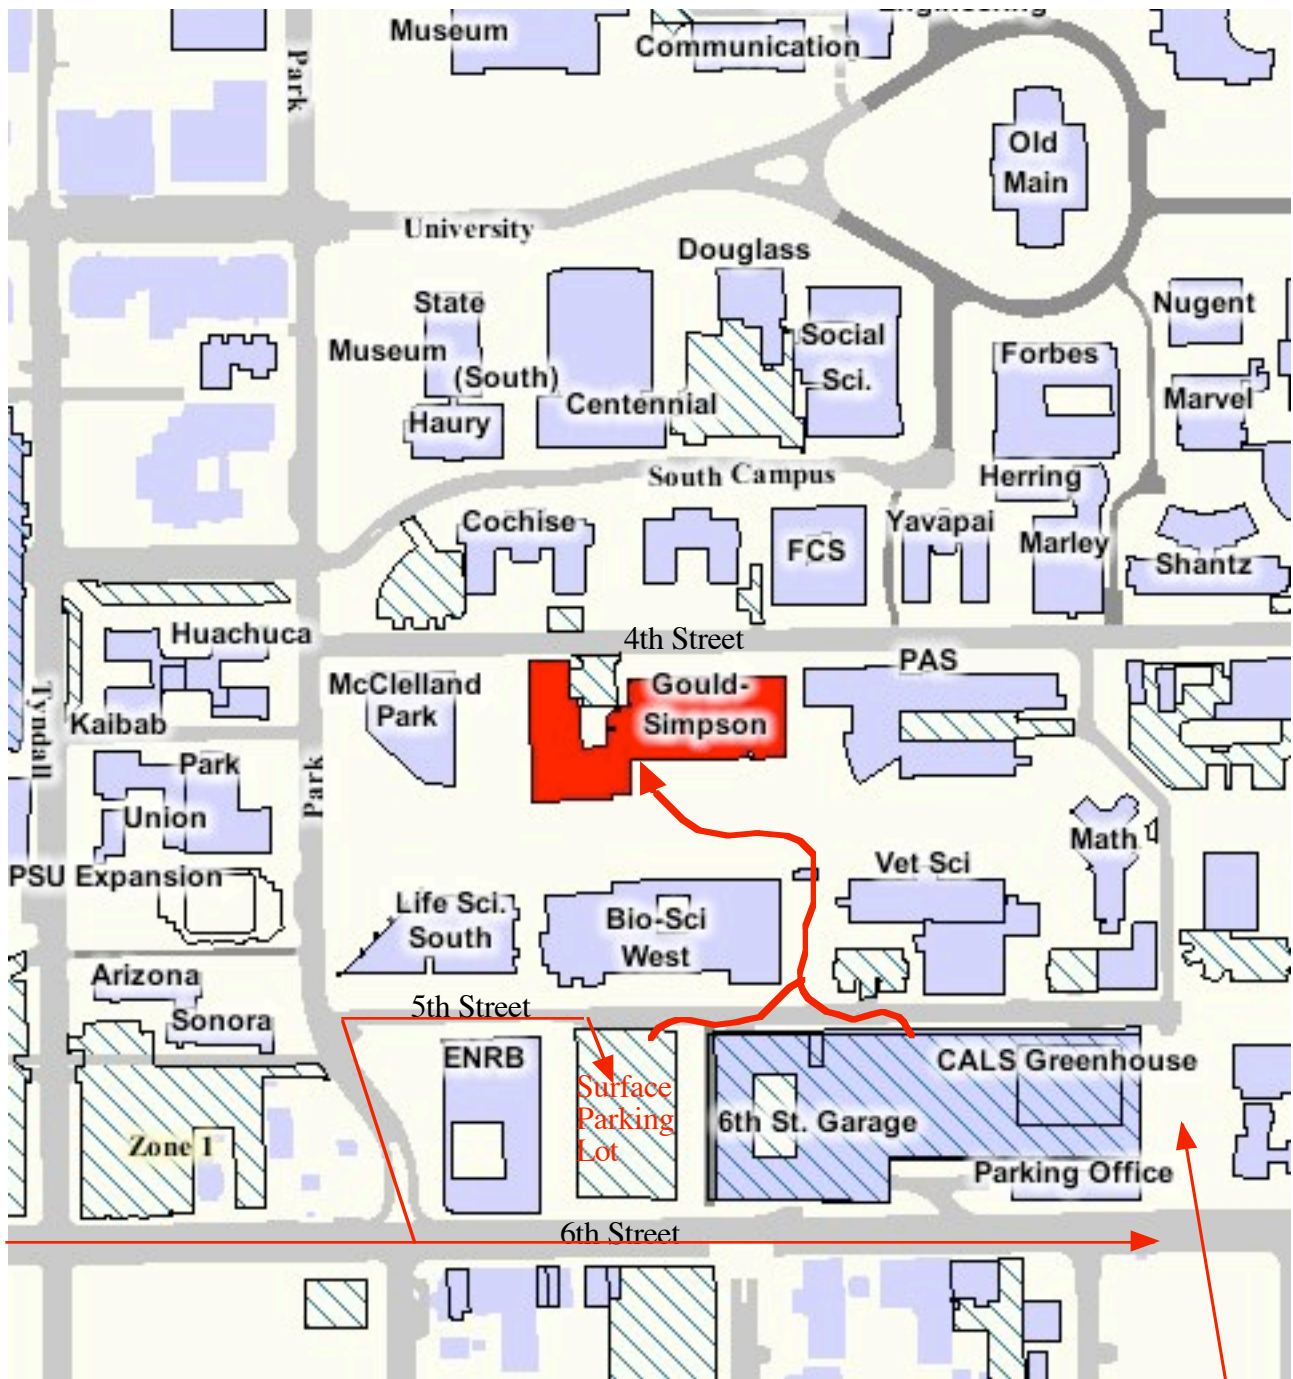 Engineering
Museum
Communication
Park
Old
Main
University
Douglass
State
Museum
(South)
Haury
Centennial
Social
Sci.
Nugent
Forbes
Marvel
South Campus
Herring
Cochise
FCS
Yavapai
Marley
Shantz
Huachuca
4th Street
Tyndall
Kaibab
McClelland
Park
Gould-
Simpson
PAS
Park
Union
Park
PSU Expansion
Math
Vet Sci
Life Sci.
South
Bio-Sci
West
Arizona
Sonora
5th Street
ENRB
Surface
Parking
Lot
CALS Greenhouse
6th St. Garage
Zone 1
Parking Office
6th Street